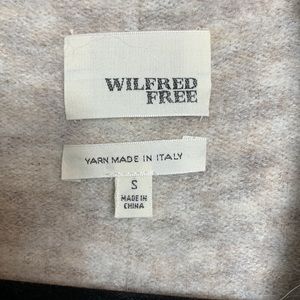 WILFRED
FREE
YARN MADE IN ITALY
S
MADE IN
CHINA